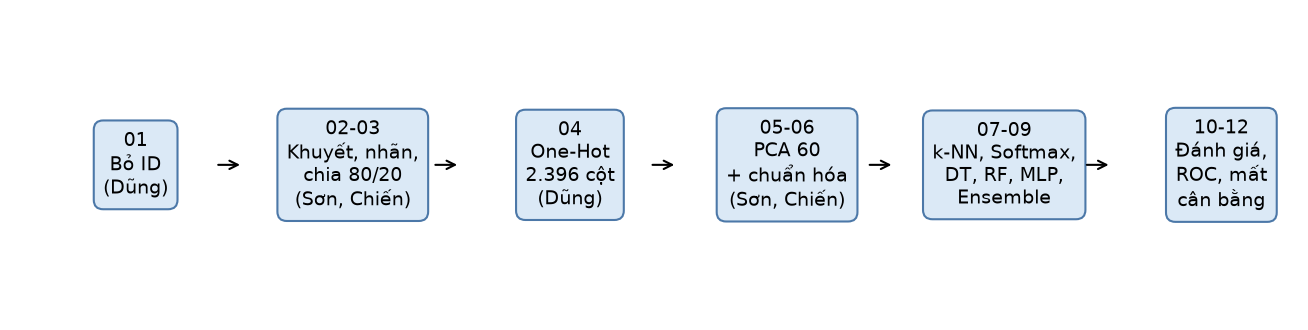 01
Bỏ ID
(Dũng)
02-03
Khuyết, nhãn,
chia 80/20
(Sơn, Chiến)
04
One-Hot
2.396 cột
(Dũng)
05-06
PCA 60
+ chuẩn hóa
(Sơn, Chiến)
07-09
k-NN, Softmax,
DT, RF, MLP,
Ensemble
10-12
Đánh giá,
ROC, mất
cân bằng